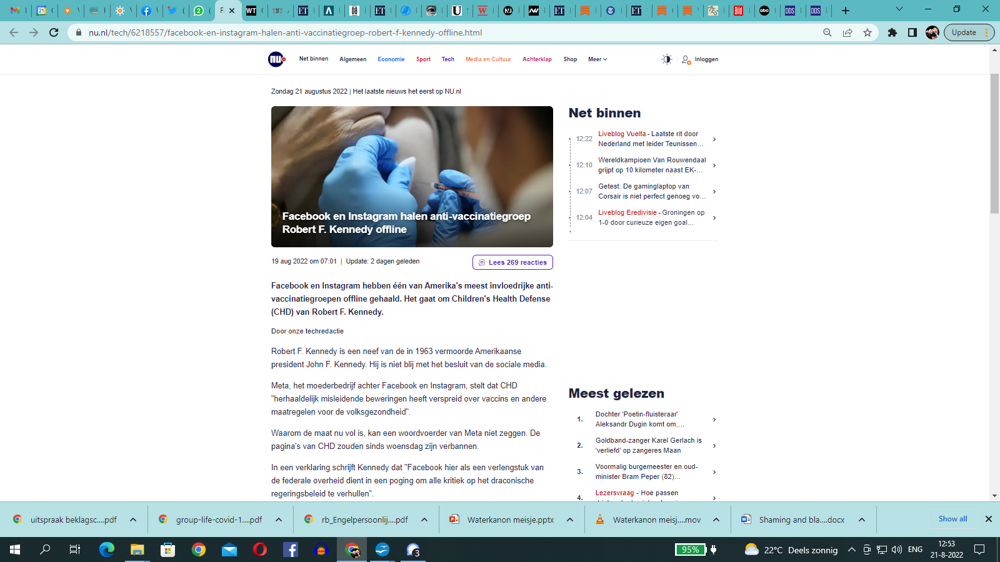 nu.nl/tech/6218557/facebook-en-instagram-halen-anti-vaccinatiegroep-robert-f-kennedy-offline.html
Update
Net binnen
Algemeen
Economie
Sport
Tech
Media en Cultuur
Achterklap
Shop
Meer
Inloggen
Zondag 21 augustus 2022 | Het laatste nieuws het eerst op NU.nl
Facebook en Instagram halen anti-vaccinatiegroep
Robert F. Kennedy offline
19 aug 2022 om 07:01 | Update: 2 dagen geleden
Lees 269 reacties
Facebook en Instagram hebben één van Amerika's meest invloedrijke anti-
vaccinatiegroepen offline gehaald. Het gaat om Children's Health Defense
(CHD) van Robert F. Kennedy.
Door onze techredactie
Robert F. Kennedy is een neef van de in 1963 vermoorde Amerikaanse
president John F. Kennedy. Hij is niet blij met het besluit van de sociale media.
Meta, het moederbedrijf achter Facebook en Instagram, stelt dat CHD
"herhaaldelijk misleidende beweringen heeft verspreid over vaccins en andere
maatregelen voor de volksgezondheid".
Waarom de maat nu vol is, kan een woordvoerder van Meta niet zeggen. De
pagina's van CHD zouden sinds woensdag zijn verbannen.
In een verklaring schrijft Kennedy dat "Facebook hier als een verlengstuk van
de federale overheid dient in een poging om alle kritiek op het draconische
regeringsbeleid te verhullen".
Net binnen
12:22 Liveblog Vuelta - Laatste rit door
Nederland met leider Teunissen...
12:10 Wereldkampioen Van Rouwendaal
grijpt op 10 kilometer naast EK-...
12:07 Getest: De gaminglaptop van
Corsair is niet perfect genoeg vo...
12:04 Liveblog Eredivisie - Groningen op
1-0 door curieuze eigen goal...
Meest gelezen
1. Dochter 'Poetin-fluisteraar'
Aleksandr Dugin komt om,...
2. Goldband-zanger Karel Gerlach is
'verliefd' op zangeres Maan
3. Voormalig burgemeester en oud-
minister Bram Peper (82)...
4. Lezersvraag - Hoe passen
uitspraak beklagsc....pdf
group-life-covid-1....pdf
rb_Engelpersoonlij....pdf
Waterkanon meisje.pptx
Waterkanon meisj....mov
Shaming and bla....docx
Show all
95%
22°C Deels zonnig
ENG
12:53
21-8-2022